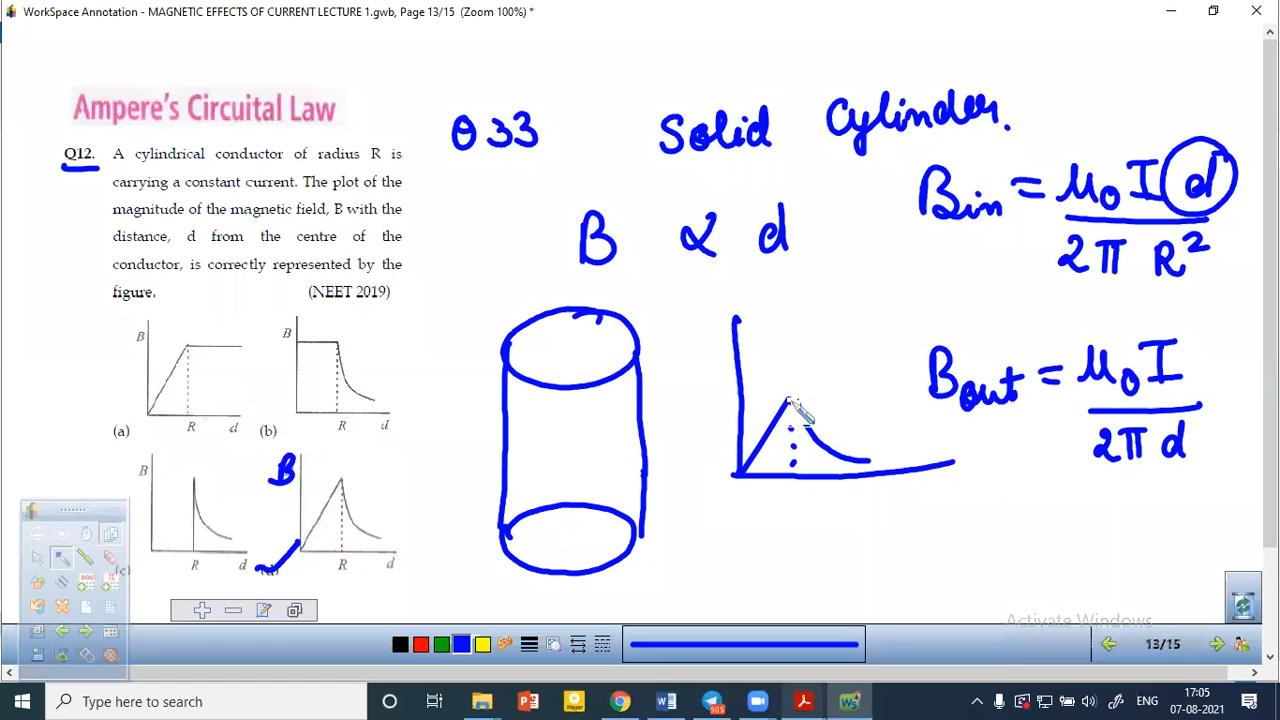 WorkSpace Annotation - MAGNETIC EFFECTS OF CURRENT LECTURE 1.gwb, Page 13/15 (Zoom 100%) *
Ampere's Circuital Law
Q12. A cylindrical conductor of radius R is
carrying a constant current. The plot of the
magnitude of the magnetic field, B with the
distance, d from the centre of the
conductor, is correctly represented by the
figure. (NEET 2019)
B
R d
(a)
B
R d
(b)
B
R d
B
R d
θ 33 Solid Cylinder.
B ∝ d
Bin = μ0 I d
2π R²
Bout = μ0 I
2π d
Activate Windows
13/15
Type here to search
SOS
ENG
17:05
07-08-2021